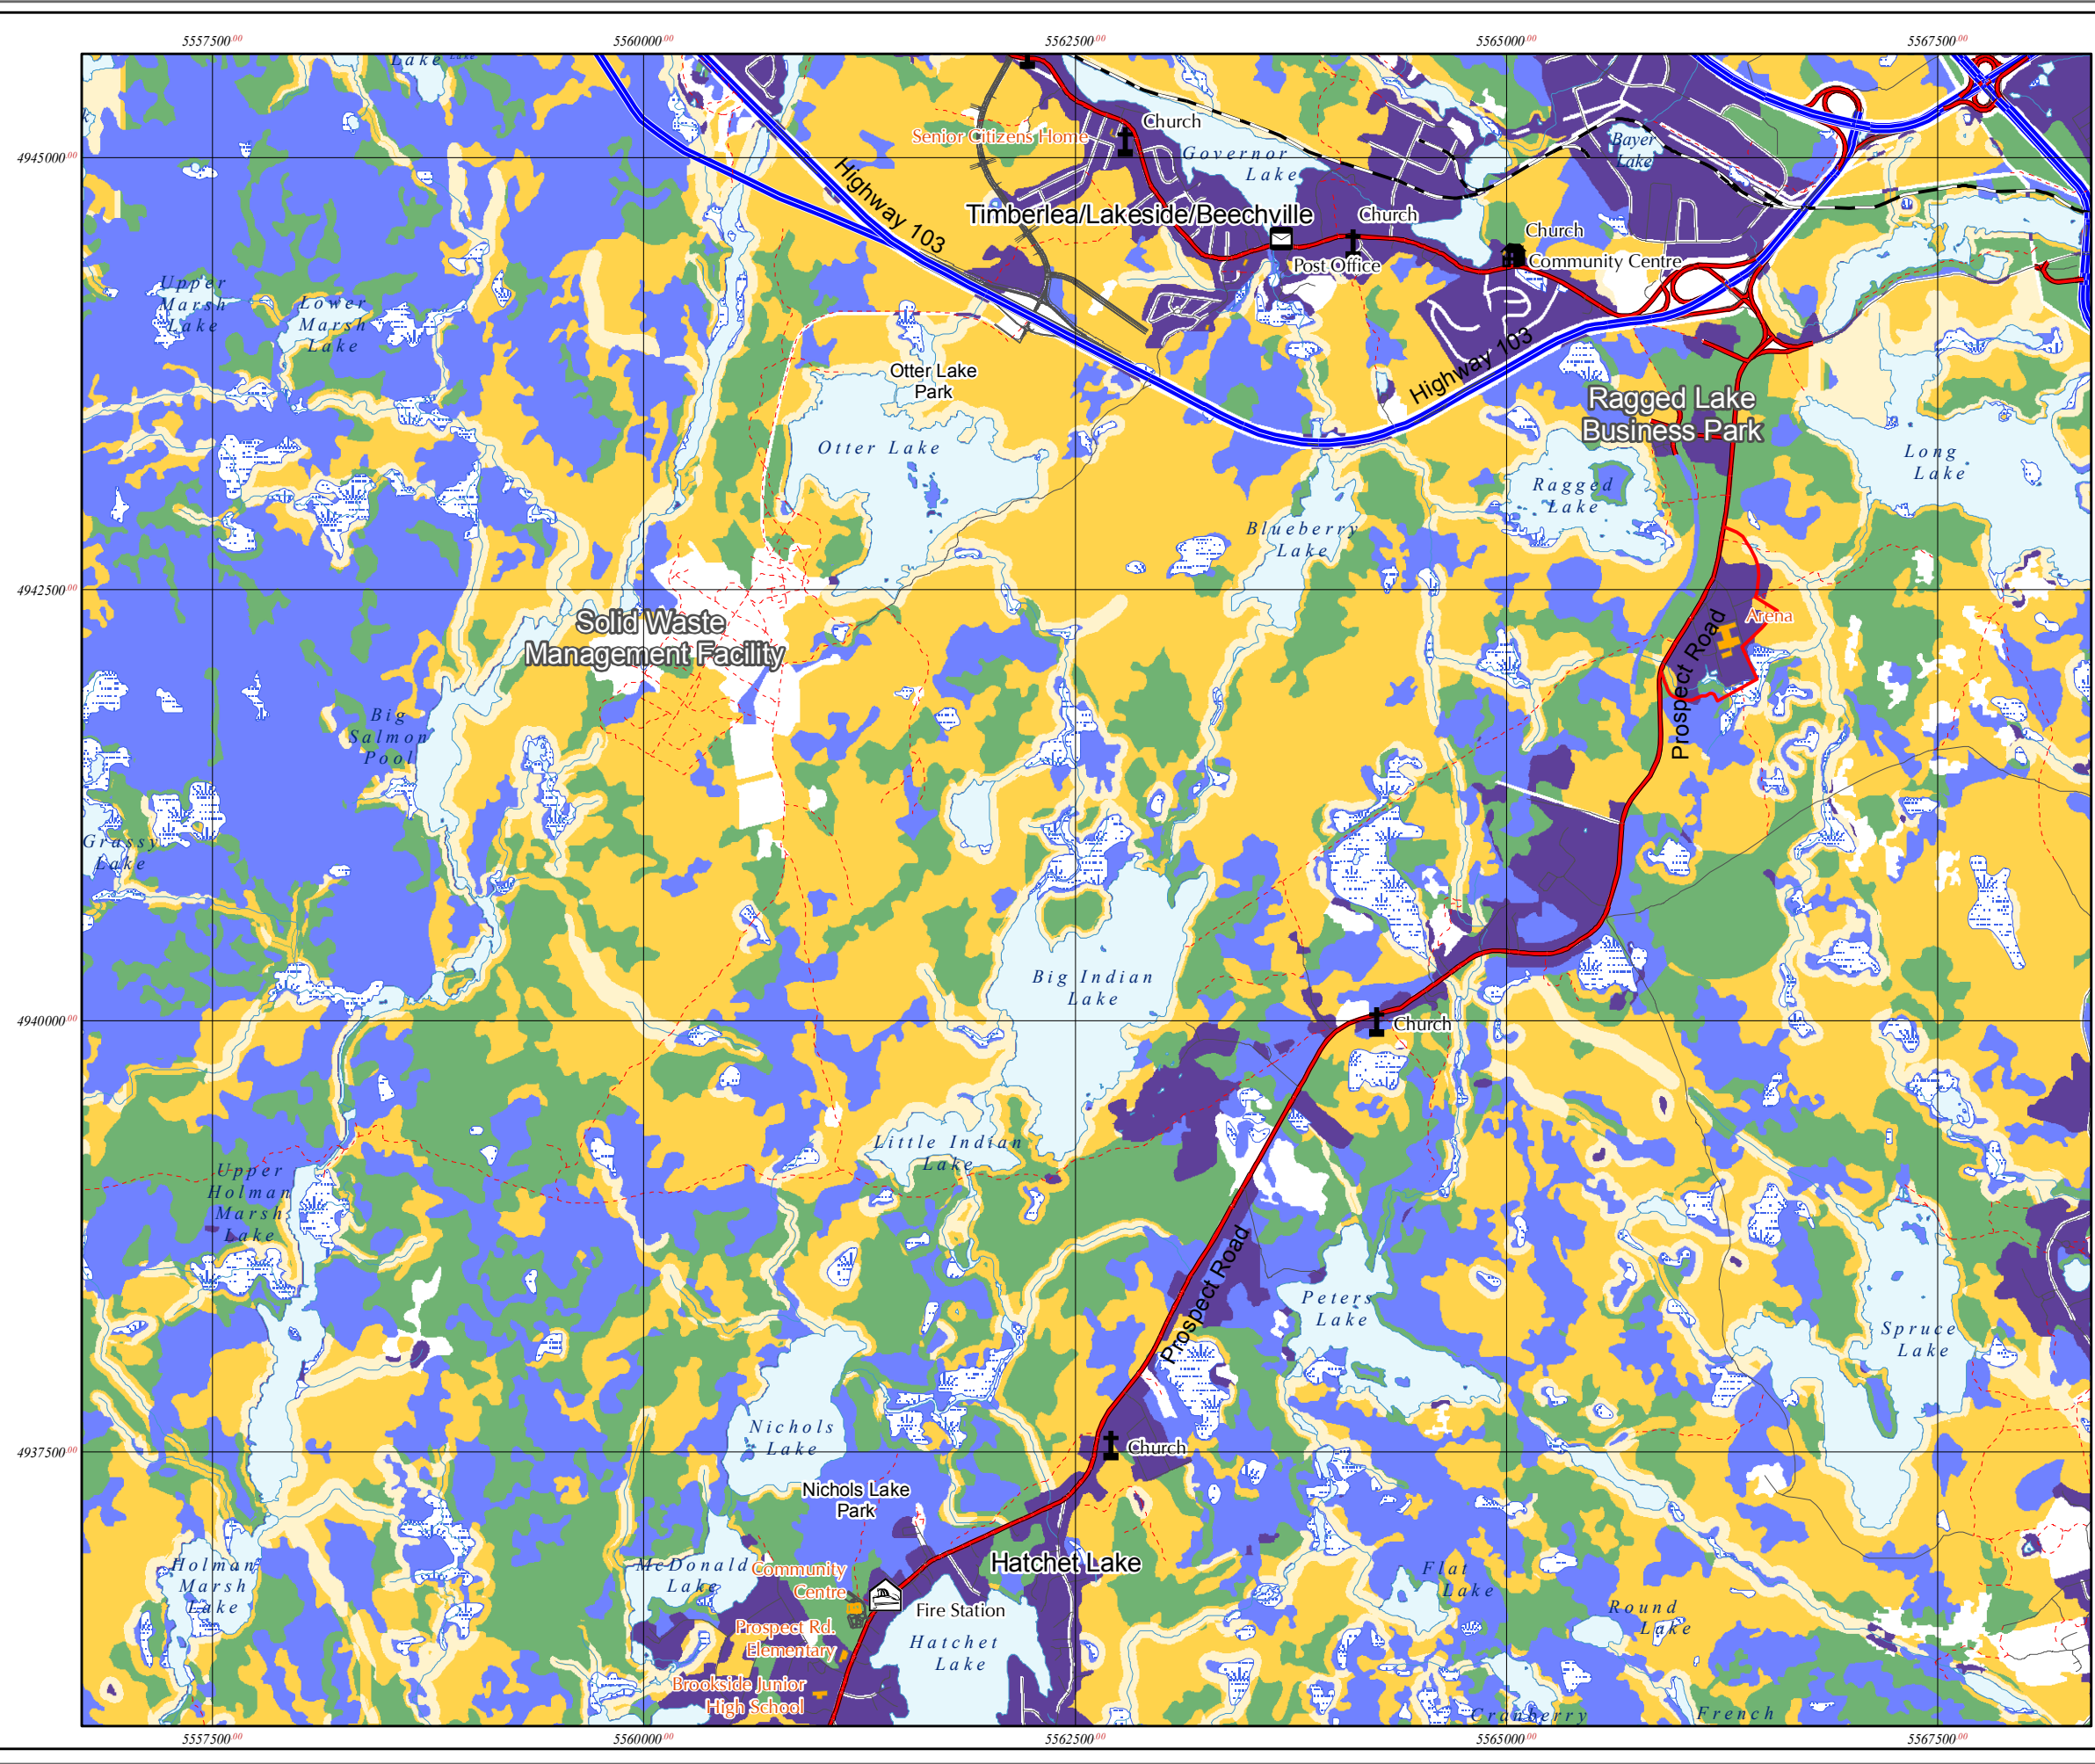 5557500.00 5560000.00 5562500.00 5565000.00 5567500.00
Lake Lake
Church
Senior Citizens Home
4945000.00
Governor
Lake
Bayer
Lake
Highway 103
Timberlea/Lakeside/Beechville
Church
Church
Post Office
Community Centre
Upper
Marsh
Lake
Lower
Marsh
Lake
Highway 103
Otter Lake
Park
Ragged Lake
Business Park
Otter Lake
Long
Lake
Ragged
Lake
Blueberry
Lake
4942500.00
Solid Waste
Management Facility
Arena
Prospect Road
Big
Salmon
Pool
Grassy
Lake
Big Indian
Lake
4940000.00
Church
Little Indian
Lake
Upper
Holman
Marsh
Lake
Prospect Road
Peters
Lake
Spruce
Lake
Nichols
Lake
4937500.00
Church
Nichols Lake
Park
Holman
Marsh
Lake
McDonald
Lake
Community
Centre
Hatchet Lake
Flat
Lake
Fire Station
Round
Lake
Prospect Rd.
Elementary
Hatchet
Lake
Brookside Junior
High School
Cranberry
French
5557500.00 5560000.00 5562500.00 5565000.00 5567500.00